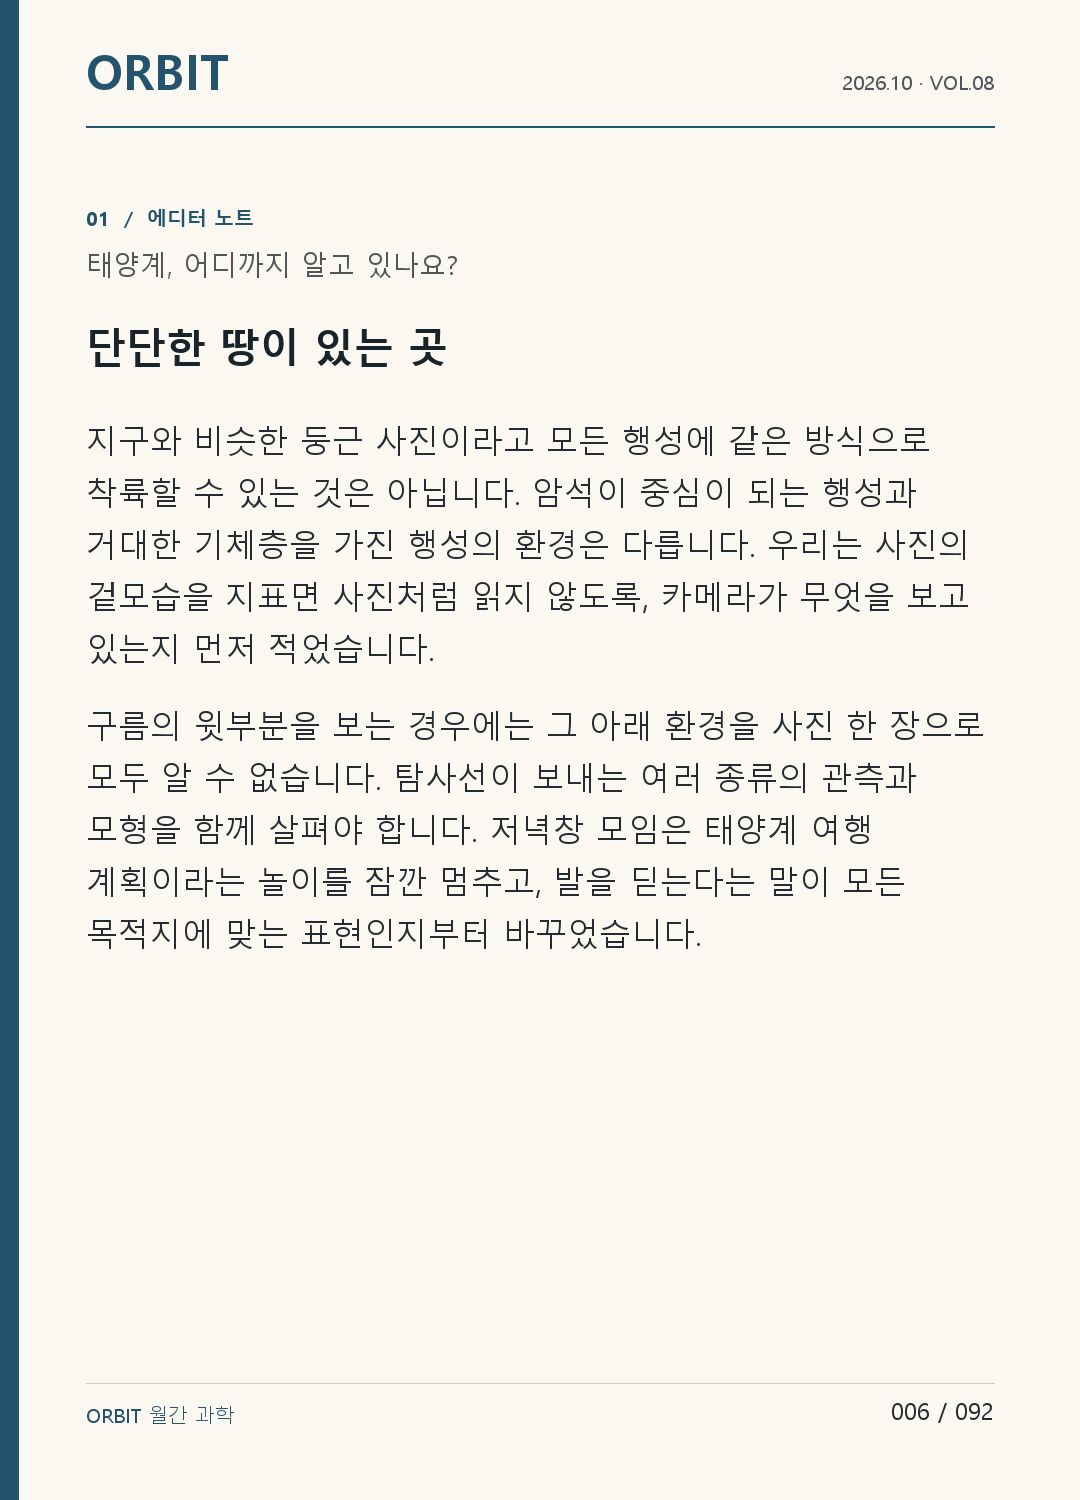 ORBIT
2026.10 · VOL.08
01 / 에디터 노트
태양계, 어디까지 알고 있나요?
단단한 땅이 있는 곳
지구와 비슷한 둥근 사진이라고 모든 행성에 같은 방식으로
착륙할 수 있는 것은 아닙니다. 암석이 중심이 되는 행성과
거대한 기체층을 가진 행성의 환경은 다릅니다. 우리는 사진의
겉모습을 지표면 사진처럼 읽지 않도록, 카메라가 무엇을 보고
있는지 먼저 적었습니다.
구름의 윗부분을 보는 경우에는 그 아래 환경을 사진 한 장으로
모두 알 수 없습니다. 탐사선이 보내는 여러 종류의 관측과
모형을 함께 살펴야 합니다. 저녁창 모임은 태양계 여행
계획이라는 놀이를 잠깐 멈추고, 발을 딛는다는 말이 모든
목적지에 맞는 표현인지부터 바꾸었습니다.
ORBIT 월간 과학
006 / 092